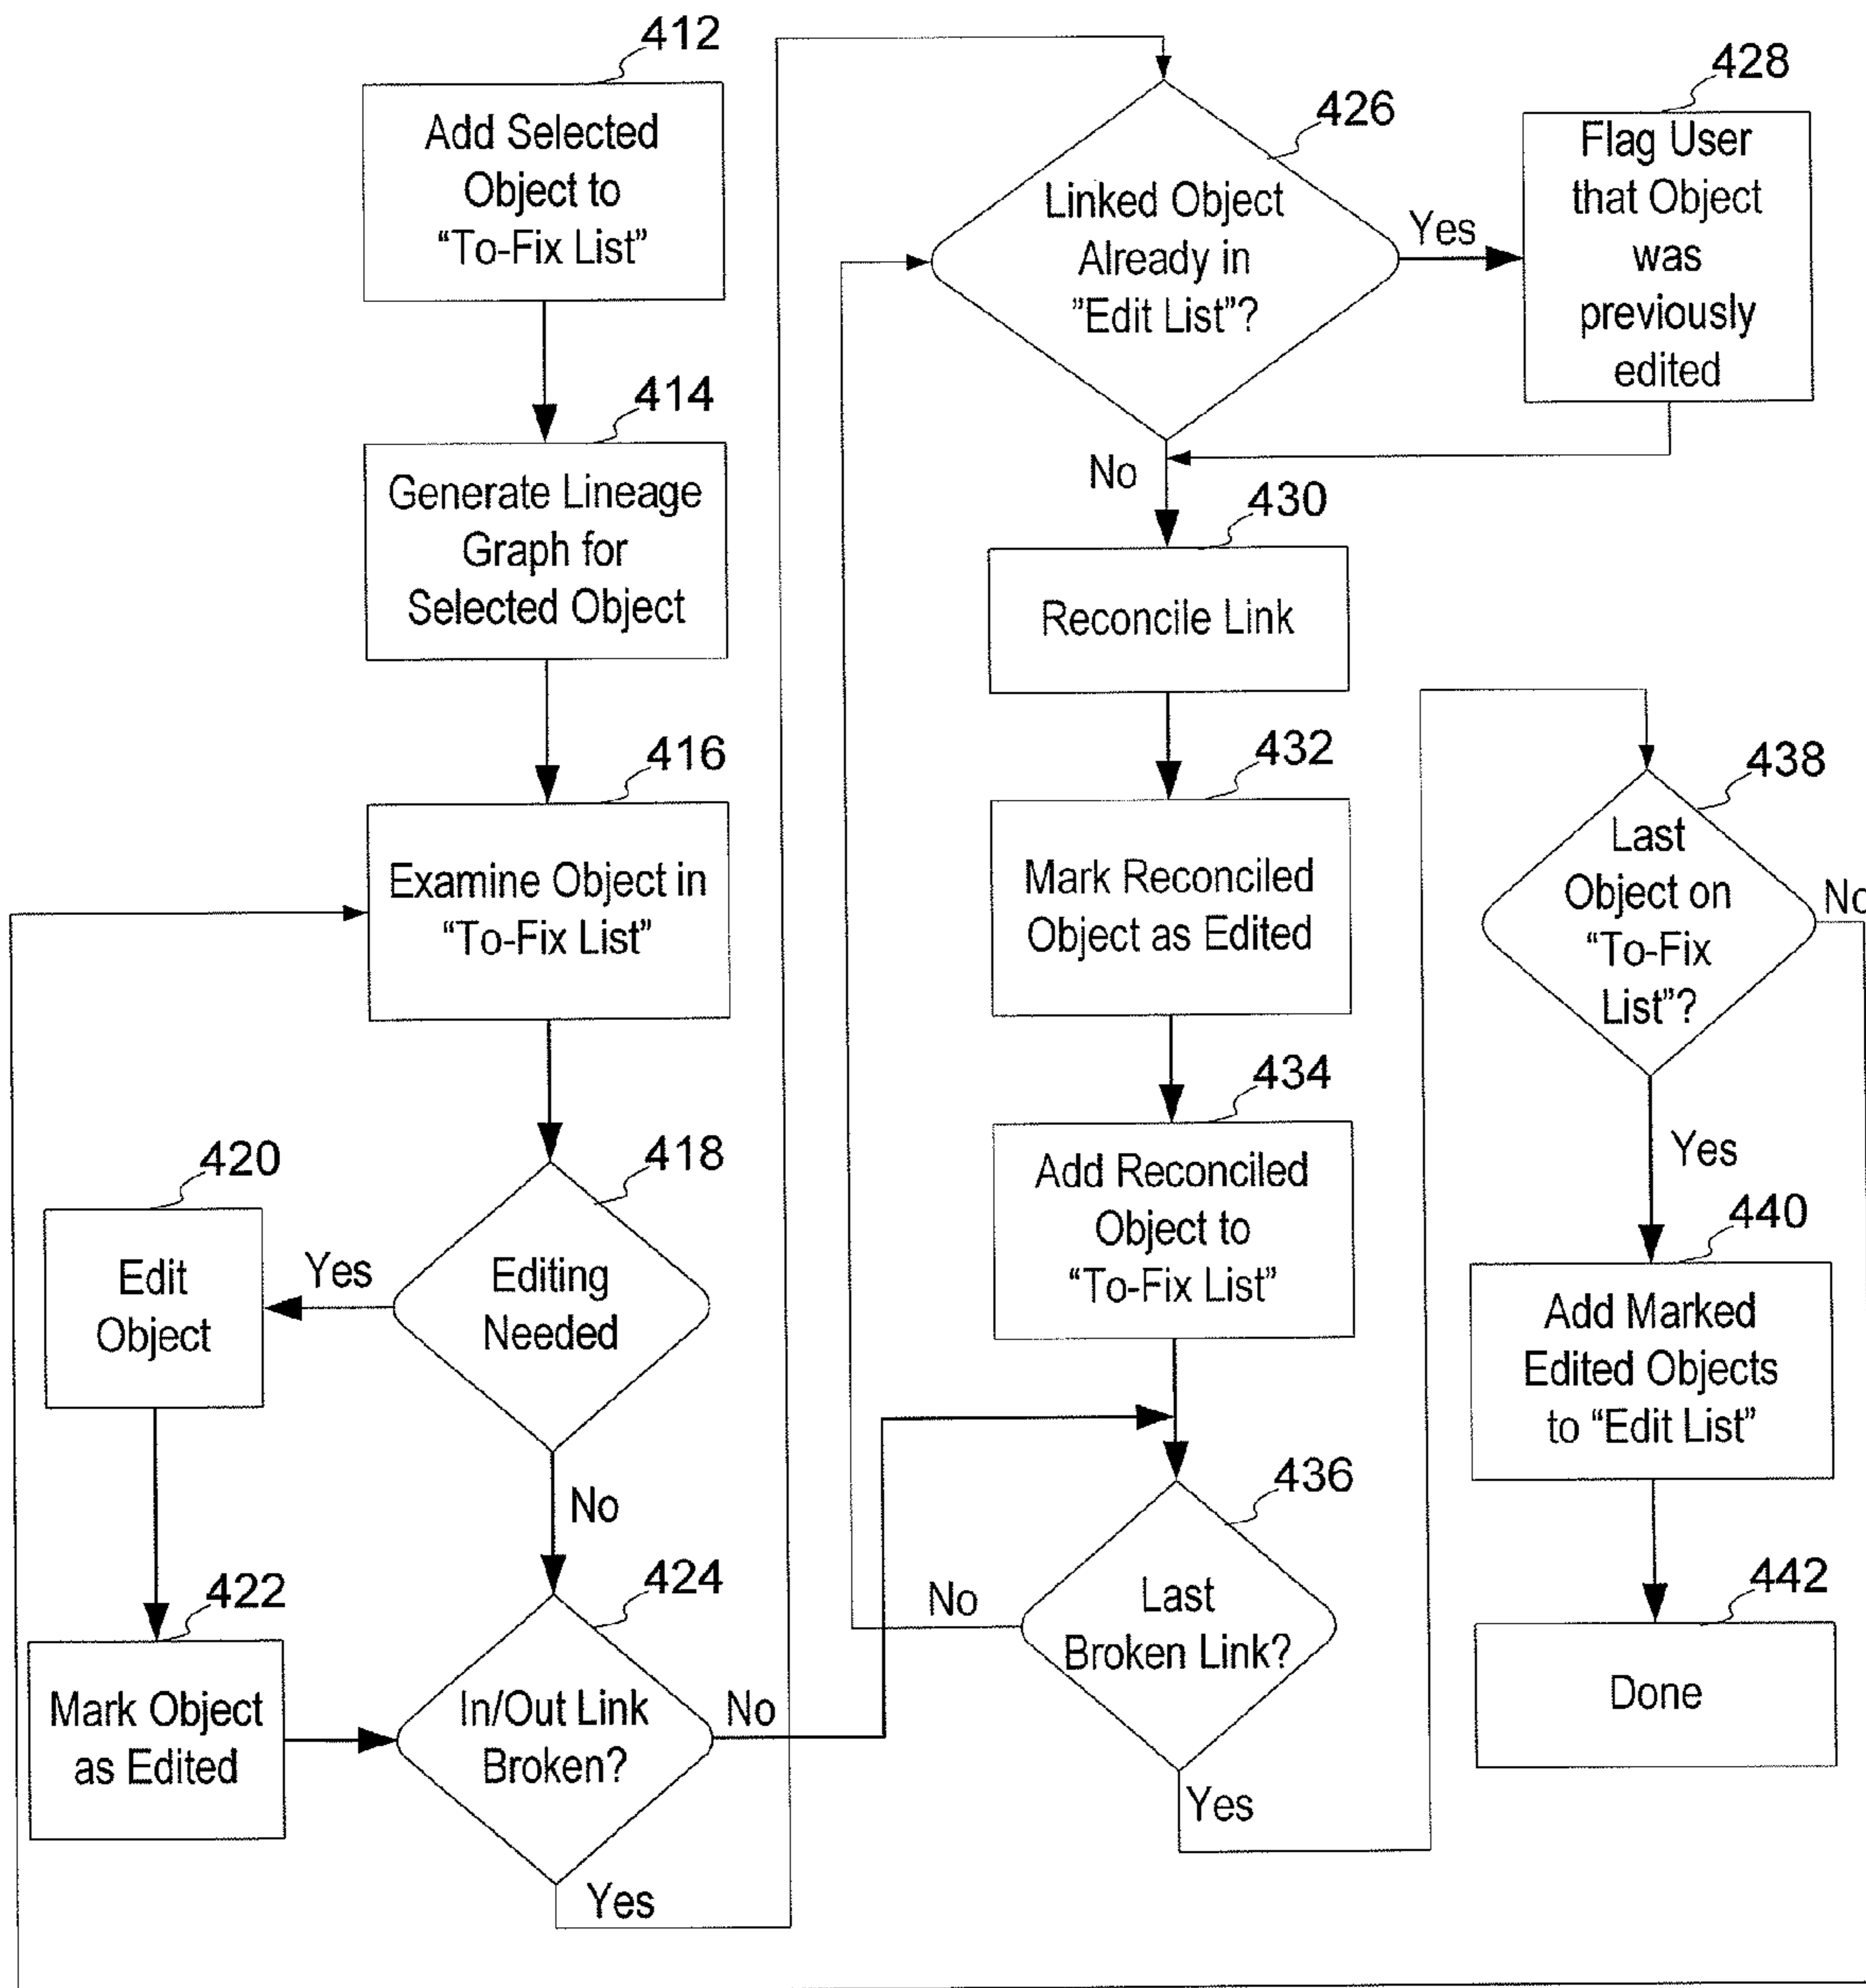 412
Add Selected
Object to
“To-Fix List”
414
Generate Lineage
Graph for
Selected Object
416
Examine Object in
“To-Fix List”
418
Editing
Needed
Yes
No
420
Edit
Object
422
Mark Object
as Edited
424
In/Out Link
Broken?
No
Yes
426
Linked Object
Already in
”Edit List”?
Yes
No
428
Flag User
that Object
was
previously
edited
430
Reconcile Link
432
Mark Reconciled
Object as Edited
434
Add Reconciled
Object to
“To-Fix List”
436
Last
Broken Link?
No
Yes
438
Last
Object on
“To-Fix
List”?
No
Yes
440
Add Marked
Edited Objects
to “Edit List”
442
Done